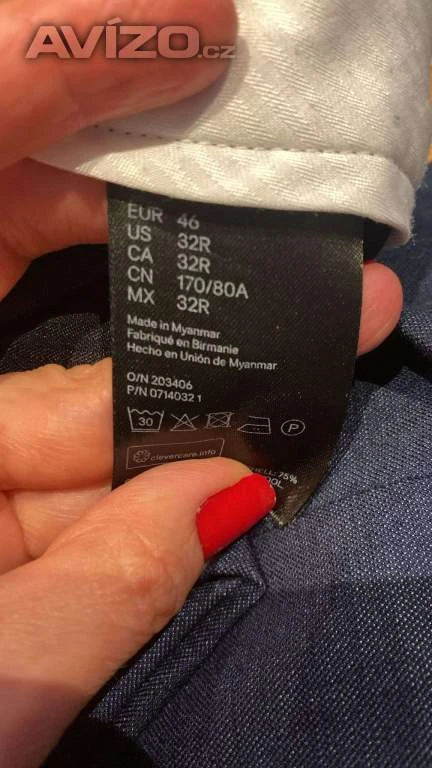 AVÍZO.cz
EUR 46
US 32R
CA 32R
CN 170/80A
MX 32R
Made in Myanmar
Fabriqué en Birmanie
Hecho en Unión de Myanmar
O/N 203406
P/N 0714032 1
30 P
clevercare.info
75%